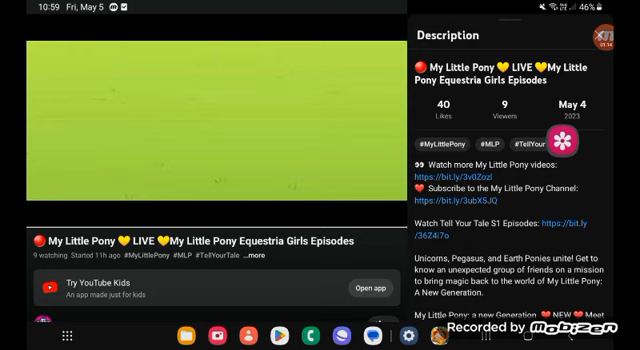 10:59 Fri, May 5
46%
Description
1:14
🔴 My Little Pony 💛 LIVE 💛My Little
Pony Equestria Girls Episodes
40
9
May 4
Likes
Viewers
2023
#MyLittlePony
#MLP
#TellYour
👀 Watch more My Little Pony videos:
https://bit.ly/3v0Zozl
❤️ Subscribe to the My Little Pony Channel:
https://bit.ly/3ubX5JQ
Watch Tell Your Tale S1 Episodes: https://bit.ly
/36Z4i7o
Unicorns, Pegasus, and Earth Ponies unite! Get to
know an unexpected group of friends on a mission
to bring magic back to the world of My Little Pony:
A New Generation.
My Little Pony: a new Generation ❤️ NEW ❤️ Meet
🔴 My Little Pony 💛 LIVE 💛My Little Pony Equestria Girls Episodes
9 watching Started 11h ago #MyLittlePony #MLP #TellYourTale ...more
Try YouTube Kids
An app made just for kids
Open app
Recorded by Mobizen